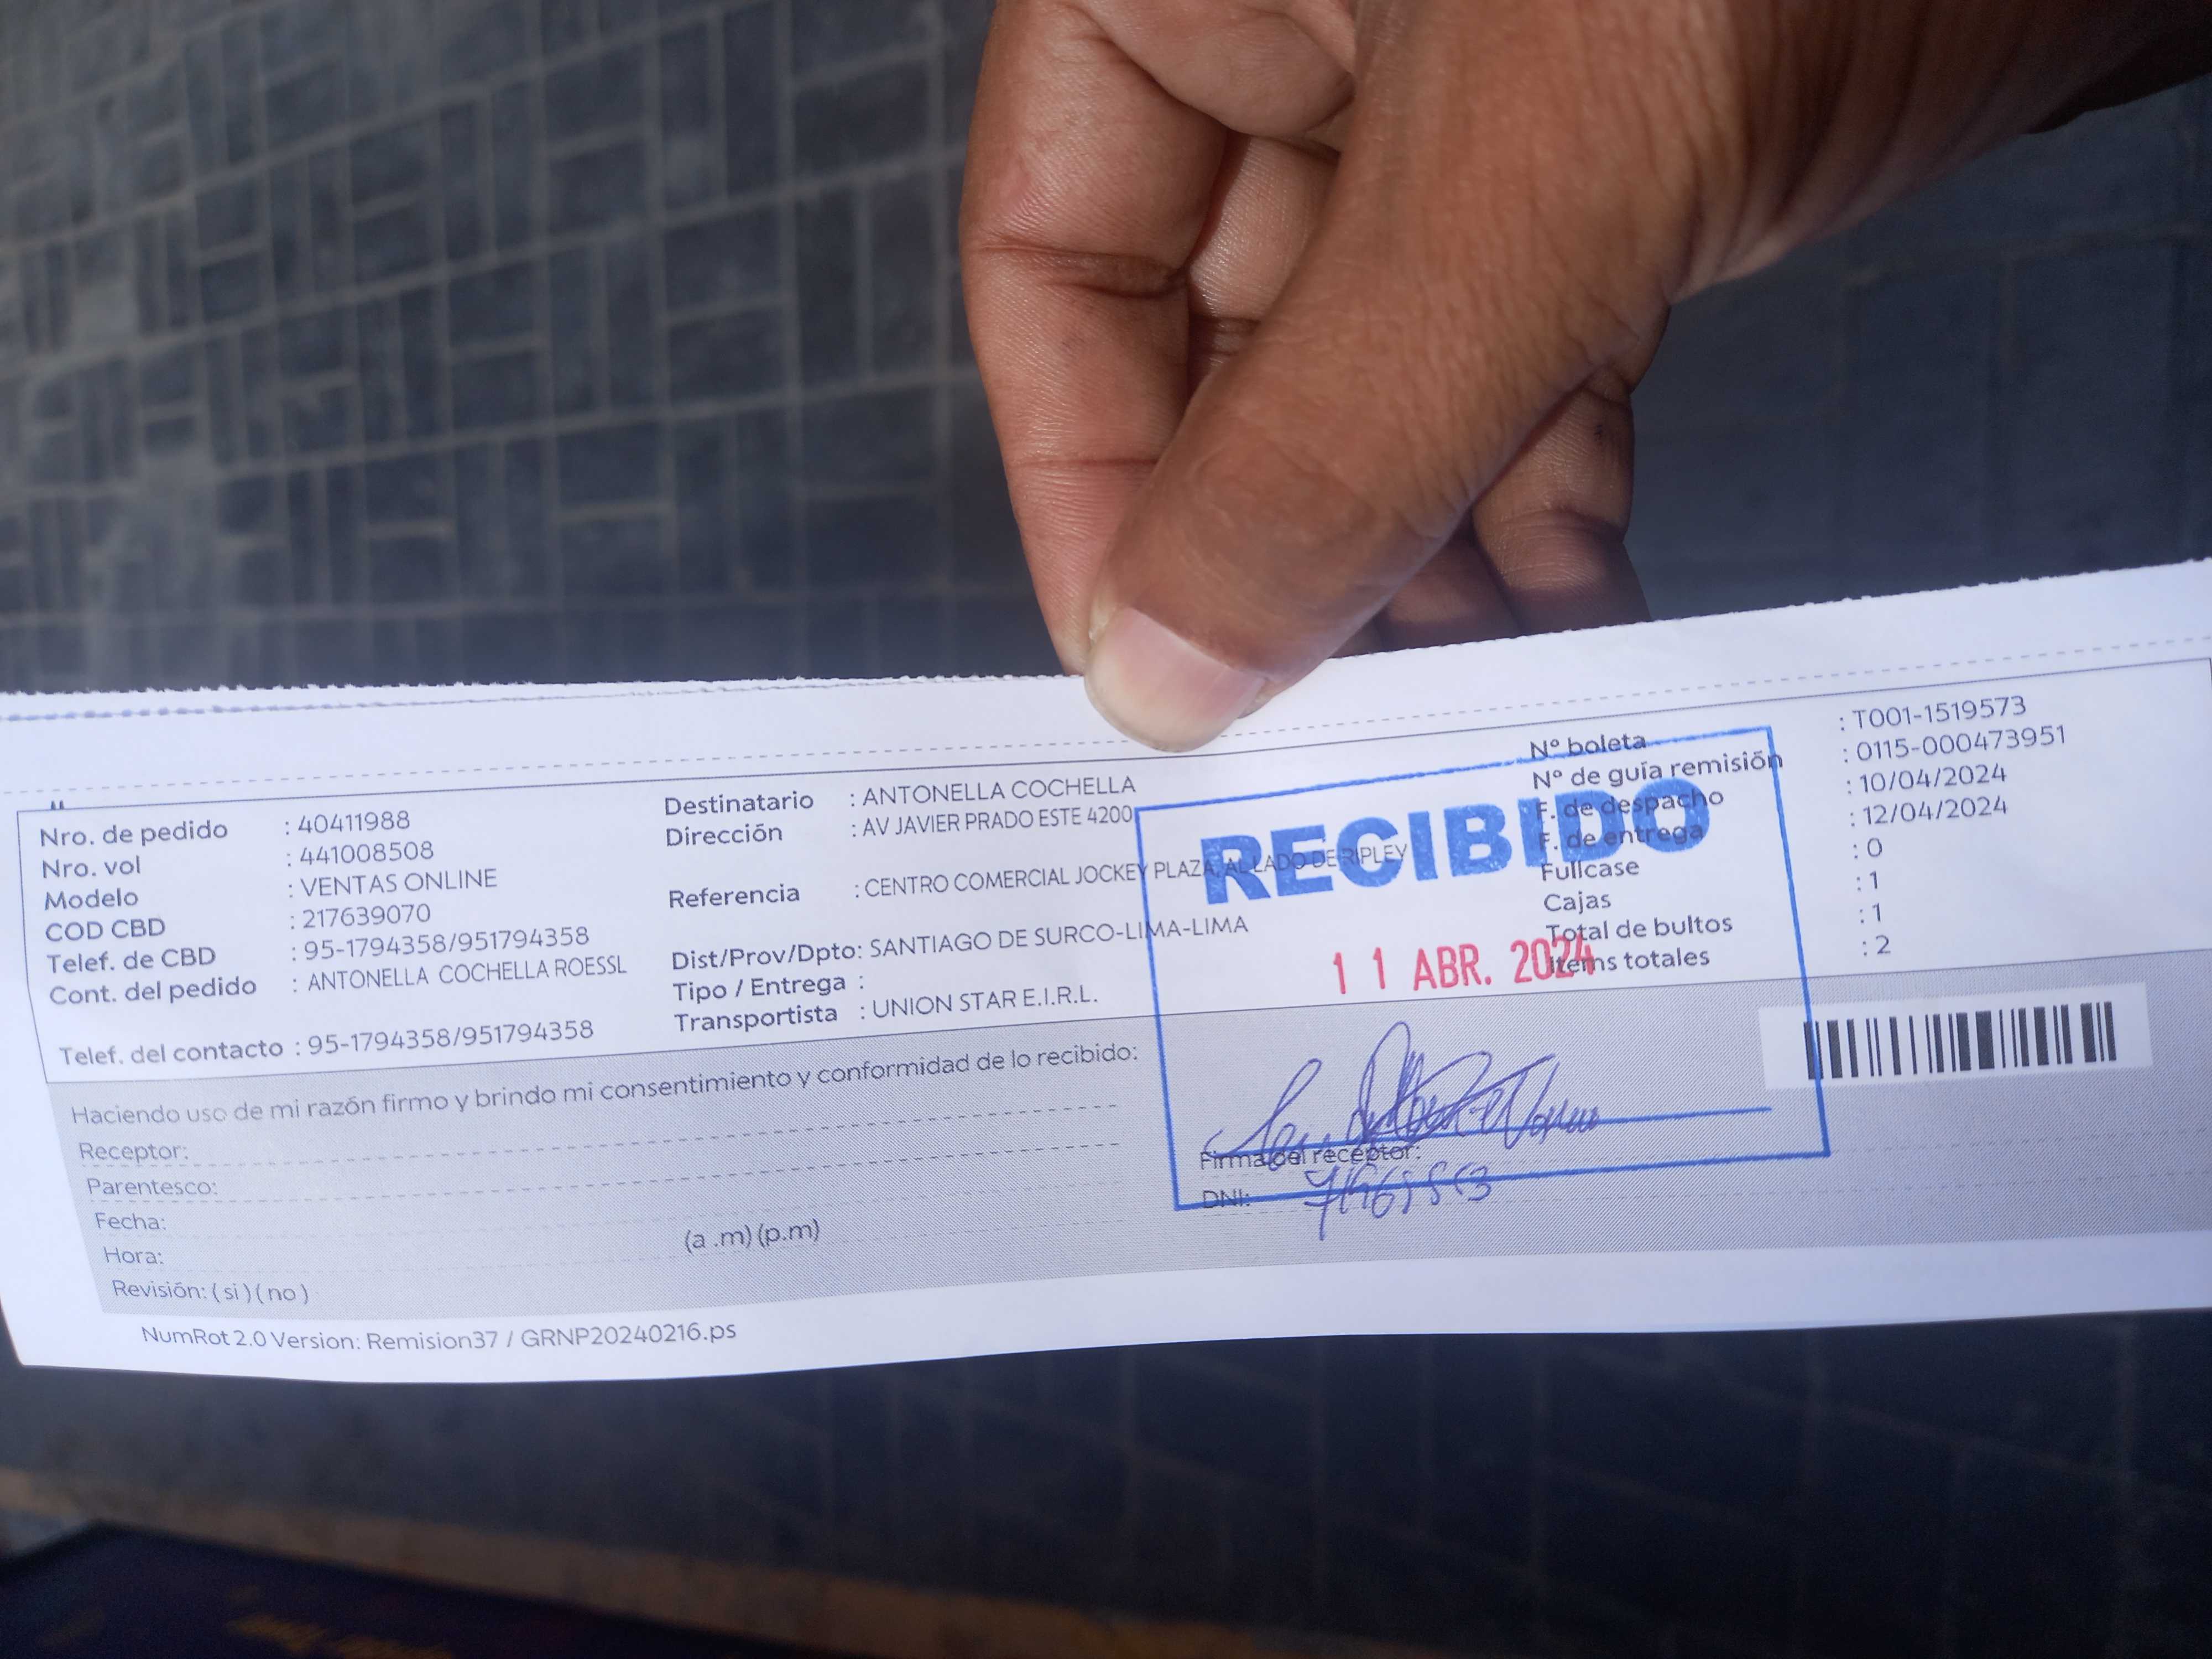 Nro. de pedido : 40411988
Nro. vol : 441008508
Modelo : VENTAS ONLINE
COD CBD : 217639070
Telef. de CBD : 95-1794358/951794358
Cont. del pedido : ANTONELLA COCHELLA ROESSL
Telef. del contacto : 95-1794358/951794358
Destinatario : ANTONELLA COCHELLA
Dirección : AV JAVIER PRADO ESTE 4200
Referencia : CENTRO COMERCIAL JOCKEY PLAZA, AL LADO DE RIPLEY
Dist/Prov/Dpto: SANTIAGO DE SURCO-LIMA-LIMA
Tipo / Entrega :
Transportista : UNION STAR E.I.R.L.
N° boleta : T001-1519573
N° de guía remisión : 0115-000473951
F. de despacho : 10/04/2024
F. de entrega : 12/04/2024
Fullcase : 0
Cajas : 1
Total de bultos : 1
Items totales : 2
RECIBIDO
11 ABR. 2024
Haciendo uso de mi razón firmo y brindo mi consentimiento y conformidad de lo recibido:
Receptor:
Parentesco:
Fecha:
Hora: (a .m) (p.m)
Revisión: ( si ) ( no )
Firma del receptor:
DNI:
NumRot 2.0 Version: Remision37 / GRNP20240216.ps